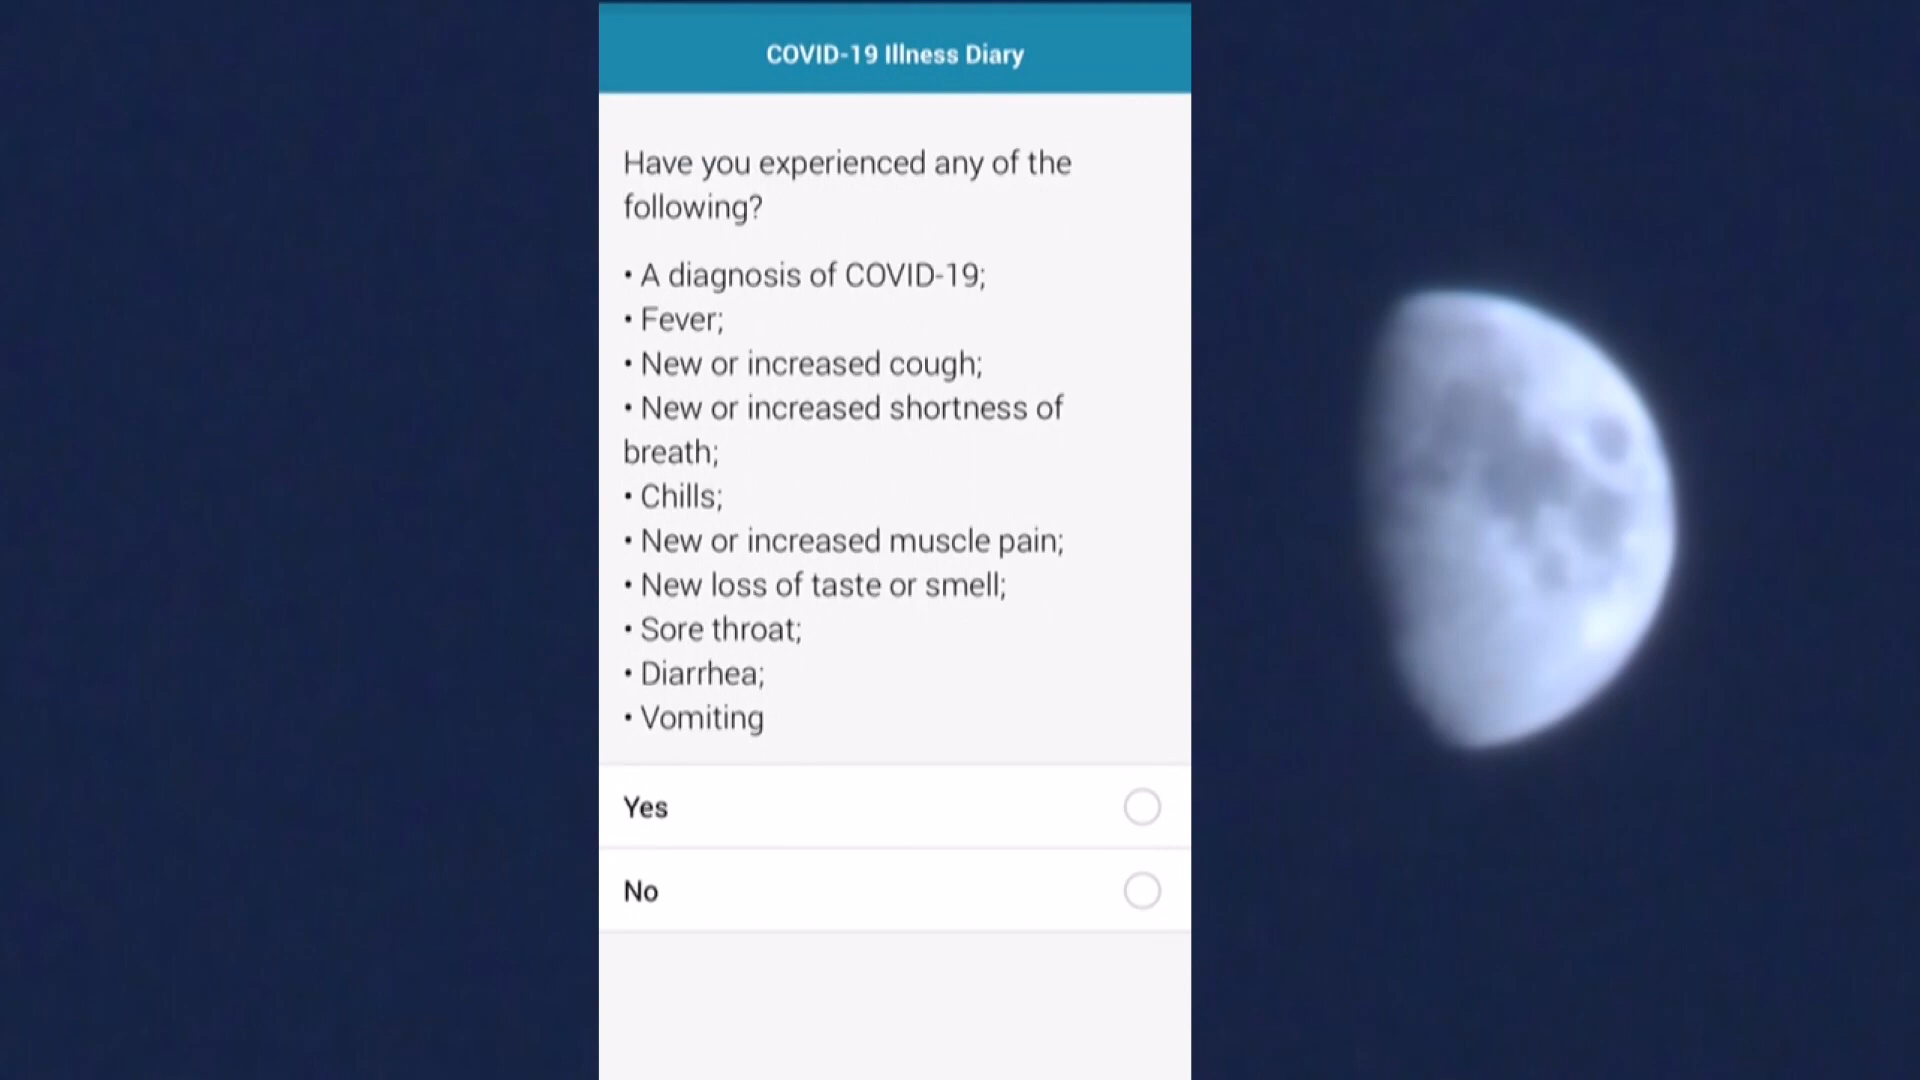 COVID-19 Illness Diary
Have you experienced any of the
following?
• A diagnosis of COVID-19;
• Fever;
• New or increased cough;
• New or increased shortness of
breath;
• Chills;
• New or increased muscle pain;
• New loss of taste or smell;
• Sore throat;
• Diarrhea;
• Vomiting
Yes
No